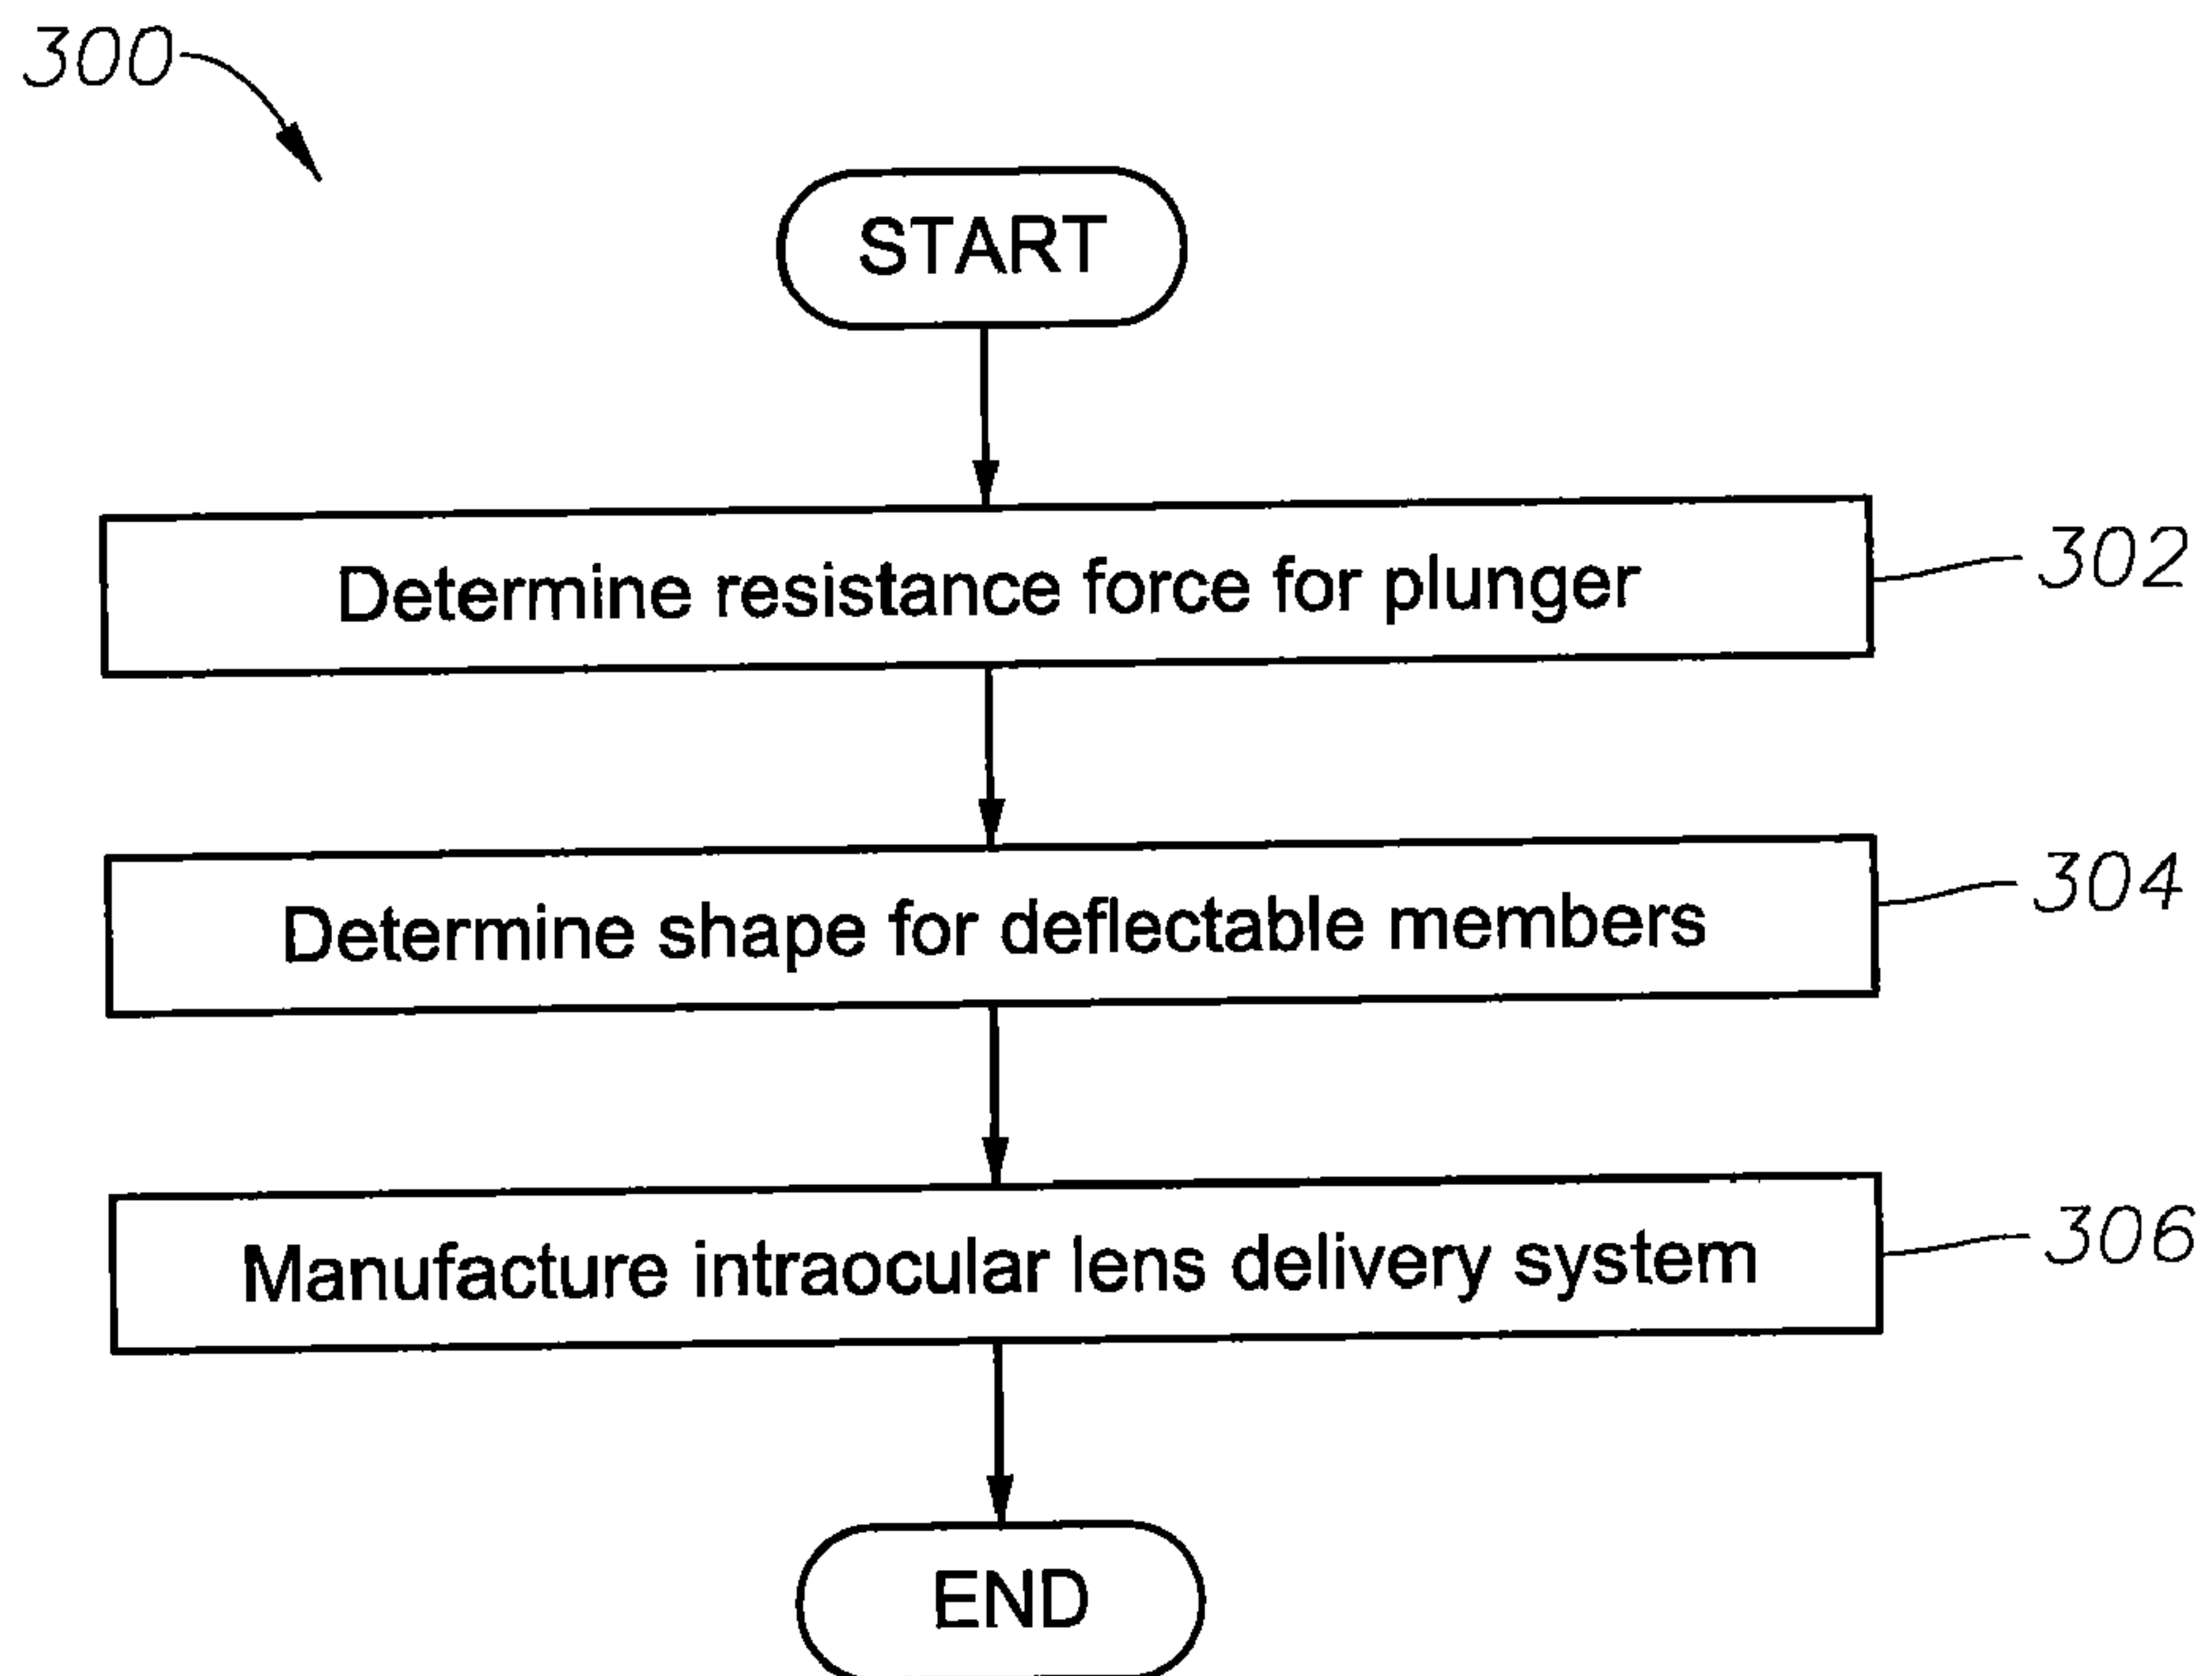 300
START
Determine resistance force for plunger
302
Determine shape for deflectable members
304
Manufacture intraocular lens delivery system
306
END